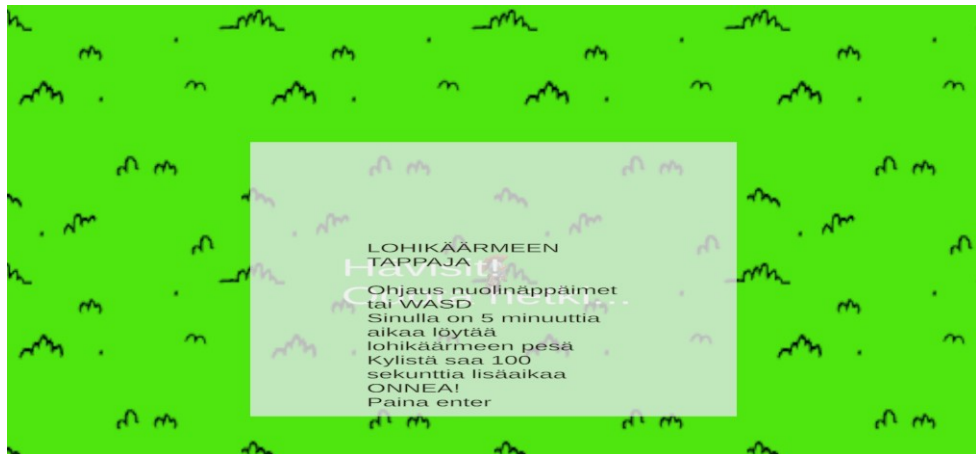 LOHIKÄÄRMEEN
TAPPAJA
Hävisit!
Ohjaus nuolinäppäimet
tai WASD
Sinulla on 5 minuuttia
aikaa löytää
lohikäärmeen pesä
Kylistä saa 100
sekunttia lisäaikaa
ONNEA!
Paina enter